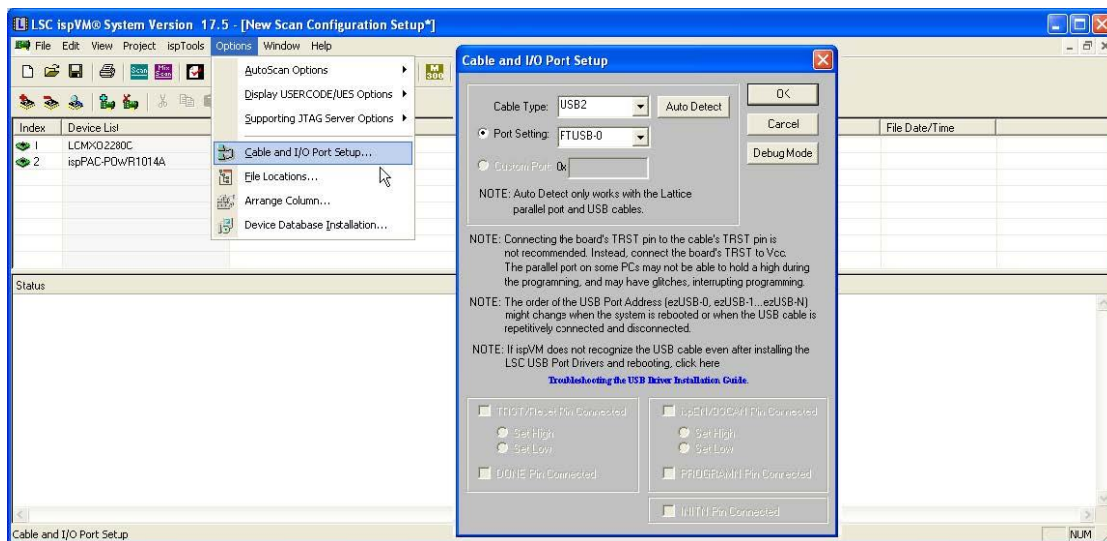 LSC ispVM® System Version 17.5 - [New Scan Configuration Setup*]
File Edit View Project ispTools Options Window Help
AutoScan Options
Display USERCODE/UES Options
Supporting JTAG Server Options
Cable and I/O Port Setup...
File Locations...
Arrange Column...
Device Database Installation...
Index Device List File Date/Time
1 LCMXO2280C
2 ispPAC-POWR1014A
Cable and I/O Port Setup
Cable Type: USB2 Auto Detect OK
Port Setting: FTUSB-0 Cancel
Custom Port: 0x Debug Mode
NOTE: Auto Detect only works with the Lattice
parallel port and USB cables.
NOTE: Connecting the board's TRST pin to the cable's TRST pin is
not recommended. Instead, connect the board's TRST to Vcc.
The parallel port on some PCs may not be able to hold a high during
the programming, and may have glitches, interrupting programming.
NOTE: The order of the USB Port Address (ezUSB-0, ezUSB-1...ezUSB-N)
might change when the system is rebooted or when the USB cable is
repetitively connected and disconnected.
NOTE: If ispVM does not recognize the USB cable even after installing the
LSC USB Port Drivers and rebooting, click here
Troubleshooting the USB Driver Installation Guide.
TRST/Reset Pin Connected
Set High
Set Low
DONE Pin Connected
ispEN/BSCAN Pin Connected
Set High
Set Low
PROGRAMN Pin Connected
INITN Pin Connected
Status
Cable and I/O Port Setup
NUM